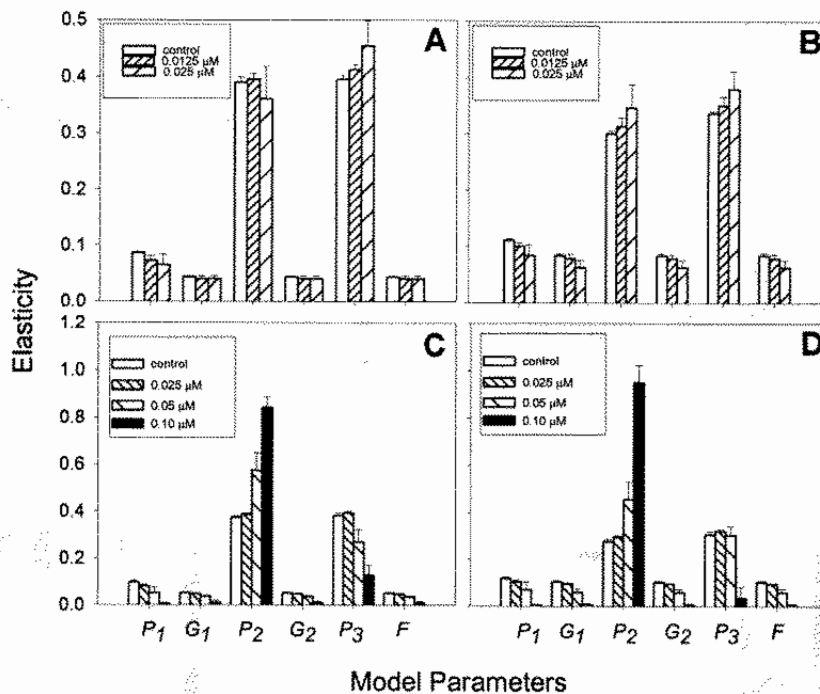 A
control
0.0125 µM
0.025 µM
B
control
0.0125 µM
0.025 µM
0.5
0.4
0.3
0.2
0.1
0.0
Elasticity
C
control
0.025 µM
0.05 µM
0.10 µM
D
control
0.025 µM
0.05 µM
0.10 µM
1.2
1.0
0.8
0.6
0.4
0.2
0.0
P1 G1 P2 G2 P3 F
P1 G1 P2 G2 P3 F
Model Parameters